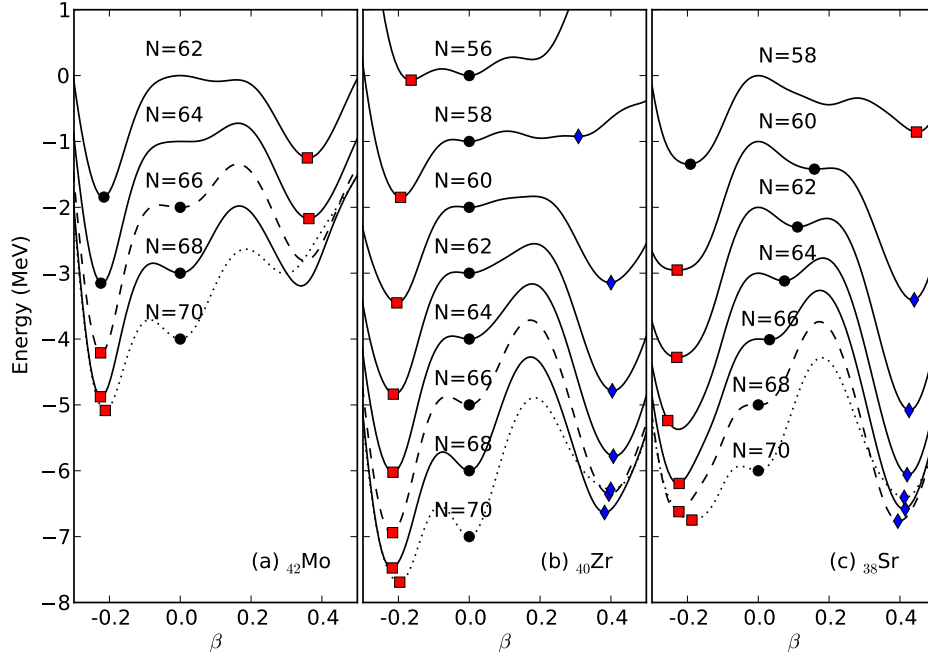 Energy (MeV)
−1
0
−1
−2
−3
−4
−5
−6
−7
−8
N=62
N=64
N=66
N=68
N=70
(a) ₄₂Mo
-0.2
0.0
0.2
0.4
β
N=56
N=58
N=60
N=62
N=64
N=66
N=68
N=70
(b) ₄₀Zr
-0.2
0.0
0.2
0.4
β
N=58
N=60
N=62
N=64
N=66
N=68
N=70
(c) ₃₈Sr
-0.2
0.0
0.2
0.4
β